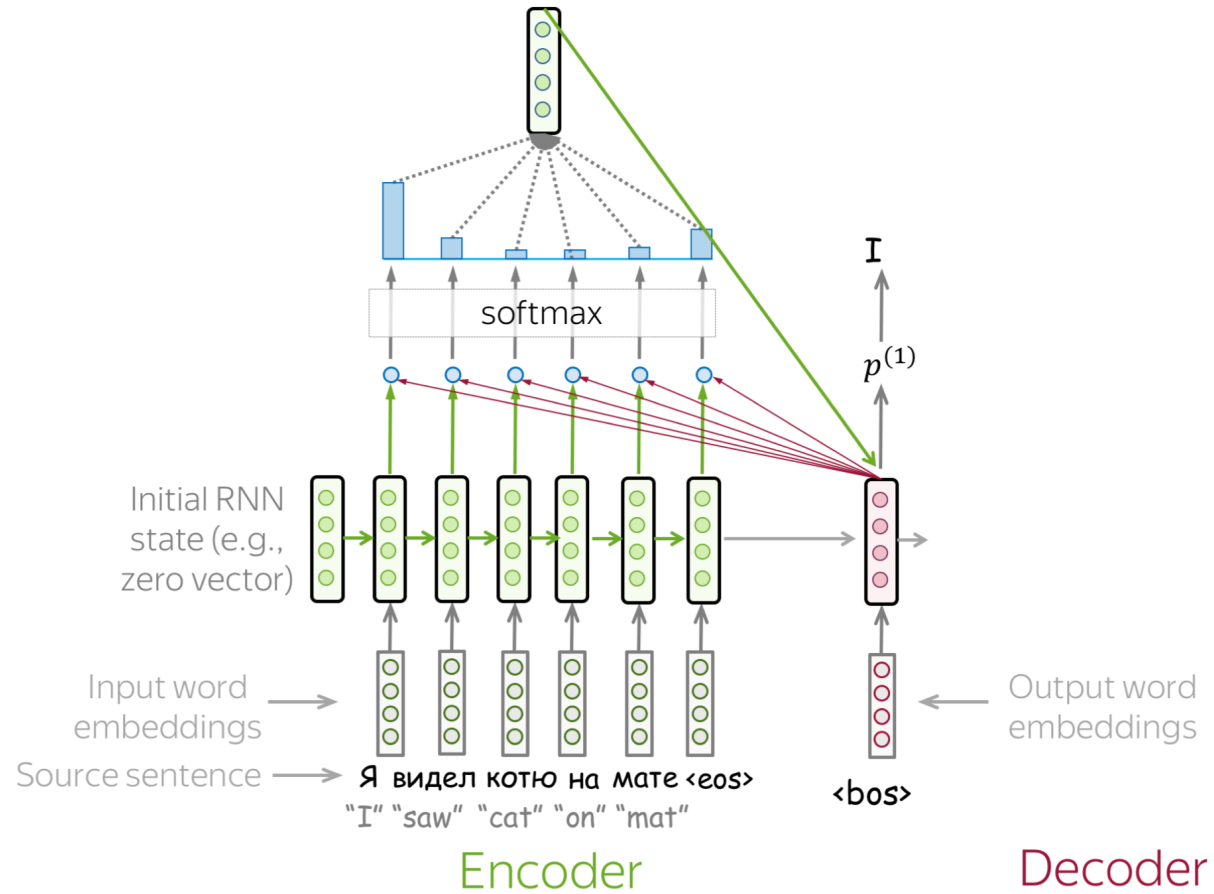 softmax
I
p^{(1)}
Initial RNN
state (e.g.,
zero vector)
Input word
embeddings
Output word
embeddings
Source sentence
Я видел котю на мате <eos>
"I" "saw" "cat" "on" "mat"
<bos>
Encoder
Decoder